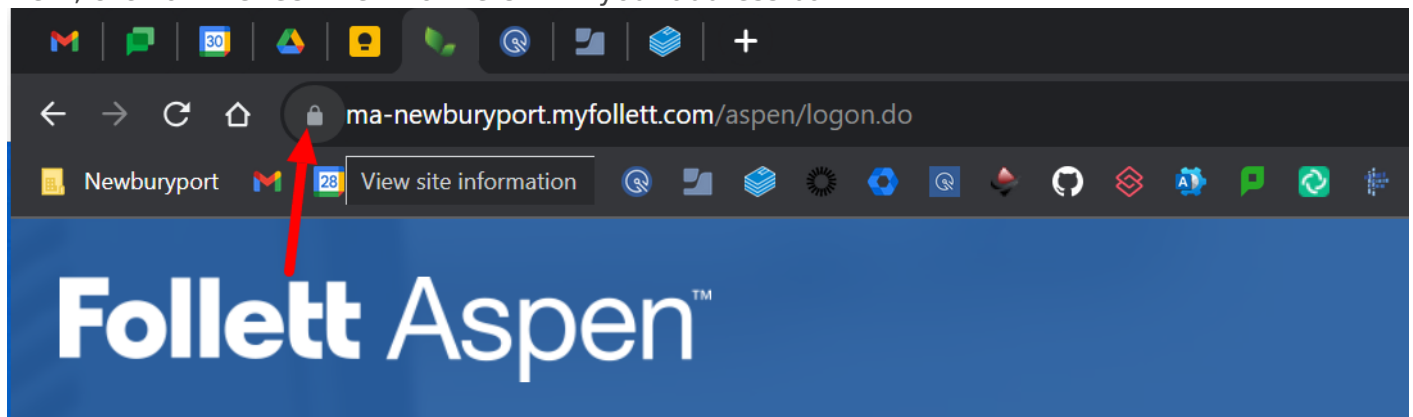 30
ma-newburyport.myfollett.com/aspen/logon.do
Newburyport
28
View site information
Follett Aspen™